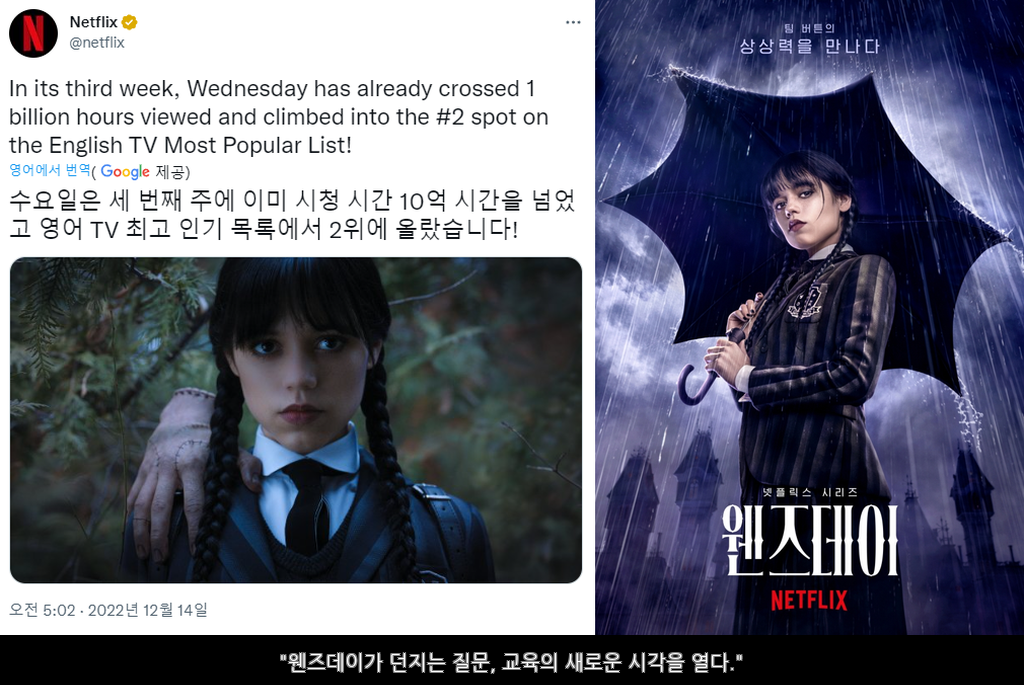 Netflix
@netflix
In its third week, Wednesday has already crossed 1
billion hours viewed and climbed into the #2 spot on
the English TV Most Popular List!
영어에서 번역( Google 제공)
수요일은 세 번째 주에 이미 시청 시간 10억 시간을 넘었
고 영어 TV 최고 인기 목록에서 2위에 올랐습니다!
오전 5:02 · 2022년 12월 14일
팀 버튼의
상상력을 만나다
넷플릭스 시리즈
웬즈데이
NETFLIX
"웬즈데이가 던지는 질문, 교육의 새로운 시각을 열다."